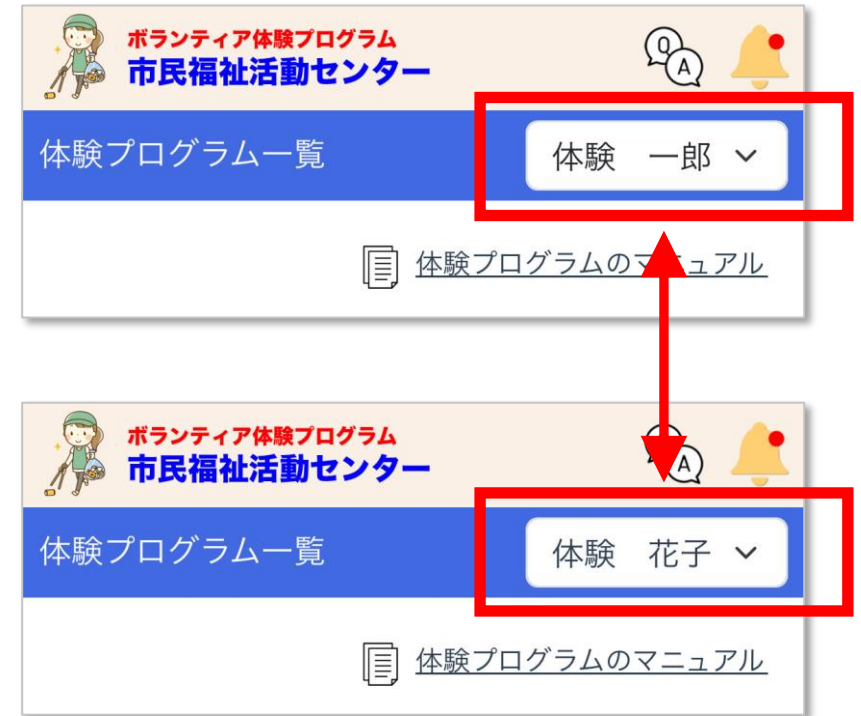 ボランティア体験プログラム
市民福祉活動センター
Q
A
体験プログラム一覧
体験　一郎
体験プログラムのマニュアル
ボランティア体験プログラム
市民福祉活動センター
A
体験プログラム一覧
体験　花子
体験プログラムのマニュアル